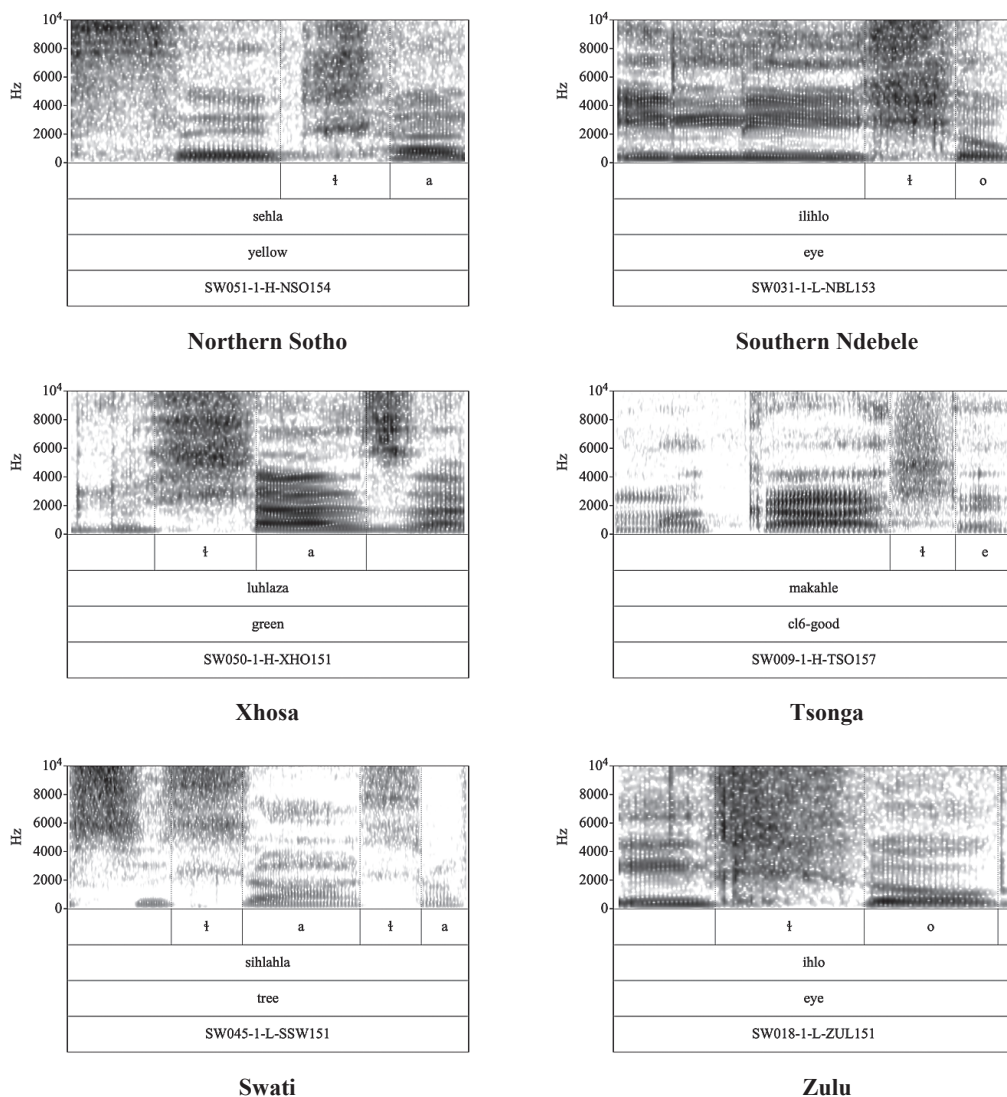 10⁴
8000
6000
4000
2000
0
Hz
ɬ a
sehla
yellow
SW051-1-H-NSO154
Northern Sotho
10⁴
8000
6000
4000
2000
0
Hz
ɬ o
ilihlo
eye
SW031-1-L-NBL153
Southern Ndebele
10⁴
8000
6000
4000
2000
0
Hz
ɬ a
luhlaza
green
SW050-1-H-XHO151
Xhosa
10⁴
8000
6000
4000
2000
0
Hz
ɬ e
makahle
cl6-good
SW009-1-H-TSO157
Tsonga
10⁴
8000
6000
4000
2000
0
Hz
ɬ a ɬ a
sihlahla
tree
SW045-1-L-SSW151
Swati
10⁴
8000
6000
4000
2000
0
Hz
ɬ o
ihlo
eye
SW018-1-L-ZUL151
Zulu